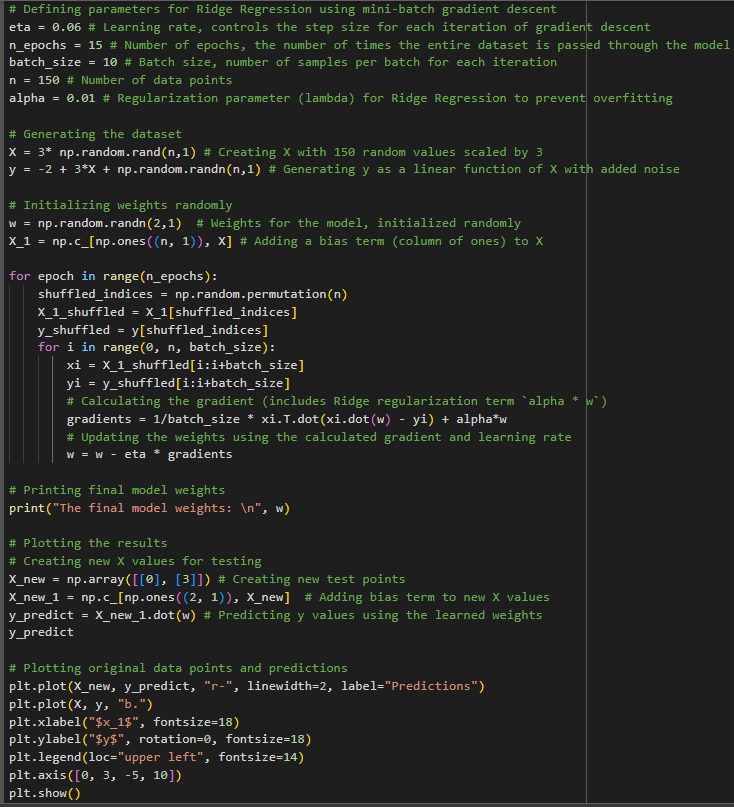 # Defining parameters for Ridge Regression using mini-batch gradient descent
eta = 0.06 # Learning rate, controls the step size for each iteration of gradient descent
n_epochs = 15 # Number of epochs, the number of times the entire dataset is passed through the model
batch_size = 10 # Batch size, number of samples per batch for each iteration
n = 150 # Number of data points
alpha = 0.01 # Regularization parameter (lambda) for Ridge Regression to prevent overfitting

# Generating the dataset
X = 3* np.random.rand(n,1) # Creating X with 150 random values scaled by 3
y = -2 + 3*X + np.random.randn(n,1) # Generating y as a linear function of X with added noise

# Initializing weights randomly
w = np.random.randn(2,1)  # Weights for the model, initialized randomly
X_1 = np.c_[np.ones((n, 1)), X] # Adding a bias term (column of ones) to X

for epoch in range(n_epochs):
    shuffled_indices = np.random.permutation(n)
    X_1_shuffled = X_1[shuffled_indices]
    y_shuffled = y[shuffled_indices]
    for i in range(0, n, batch_size):
        xi = X_1_shuffled[i:i+batch_size]
        yi = y_shuffled[i:i+batch_size]
        # Calculating the gradient (includes Ridge regularization term `alpha * w`)
        gradients = 1/batch_size * xi.T.dot(xi.dot(w) - yi) + alpha*w
        # Updating the weights using the calculated gradient and learning rate
        w = w - eta * gradients

# Printing final model weights
print("The final model weights: \n", w)

# Plotting the results
# Creating new X values for testing
X_new = np.array([[0], [3]]) # Creating new test points
X_new_1 = np.c_[np.ones((2, 1)), X_new]  # Adding bias term to new X values
y_predict = X_new_1.dot(w) # Predicting y values using the learned weights
y_predict

# Plotting original data points and predictions
plt.plot(X_new, y_predict, "r-", linewidth=2, label="Predictions")
plt.plot(X, y, "b.")
plt.xlabel("$x_1$", fontsize=18)
plt.ylabel("$y$", rotation=0, fontsize=18)
plt.legend(loc="upper left", fontsize=14)
plt.axis([0, 3, -5, 10])
plt.show()